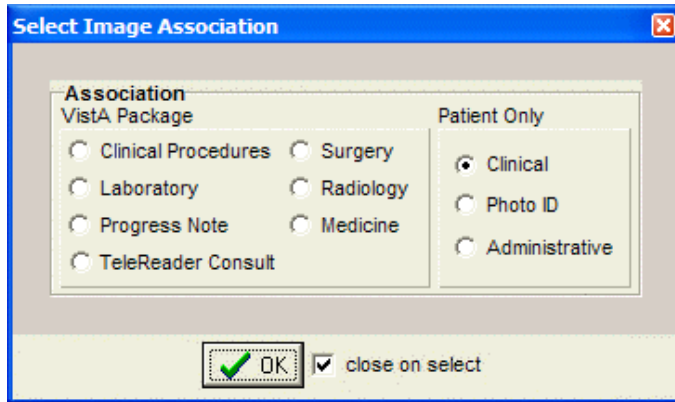 Select Image Association
Association
VistA Package
Patient Only
Clinical Procedures
Surgery
Clinical
Laboratory
Radiology
Photo ID
Progress Note
Medicine
Administrative
TeleReader Consult
OK
close on select